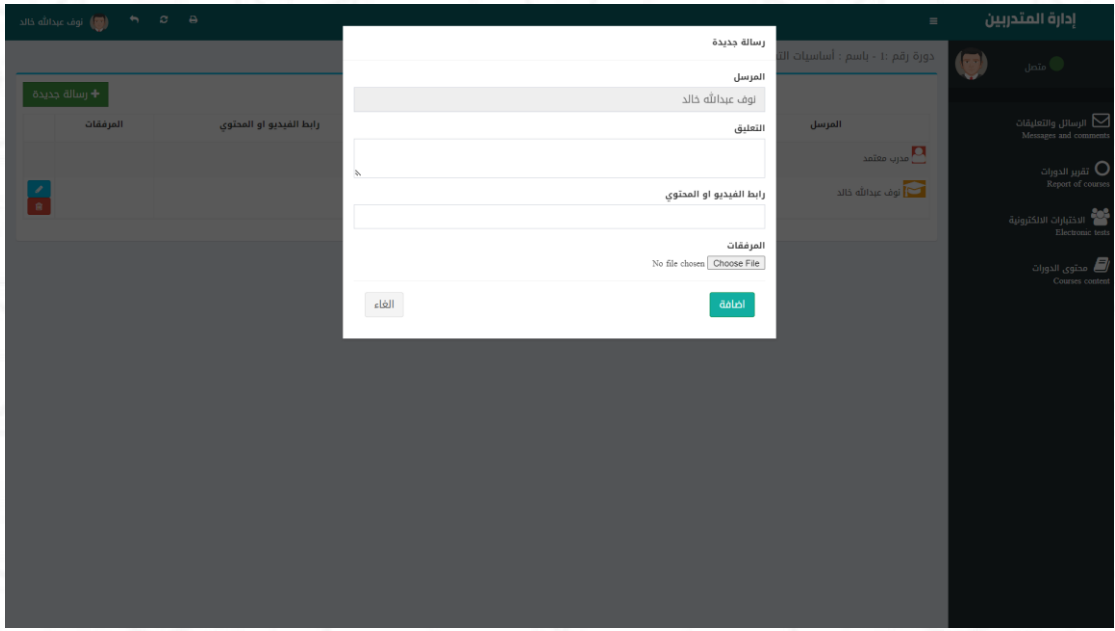 إدارة المتدربين
نوف عبدالله خالد
متصل
الرسائل والتعليقات
Messages and comments
تقرير الدورات
Report of courses
الاختبارات الالكترونية
Electronic tests
محتوى الدورات
Courses content
دورة رقم :1 - باسم : أساسيات
+ رسالة جديدة
المرسل
رابط الفيديو او المحتوي
المرفقات
مدرب معتمد
نوف عبدالله خالد
رسالة جديدة
المرسل
نوف عبدالله خالد
التعليق
رابط الفيديو او المحتوي
المرفقات
Choose File No file chosen
اضافة
الغاء